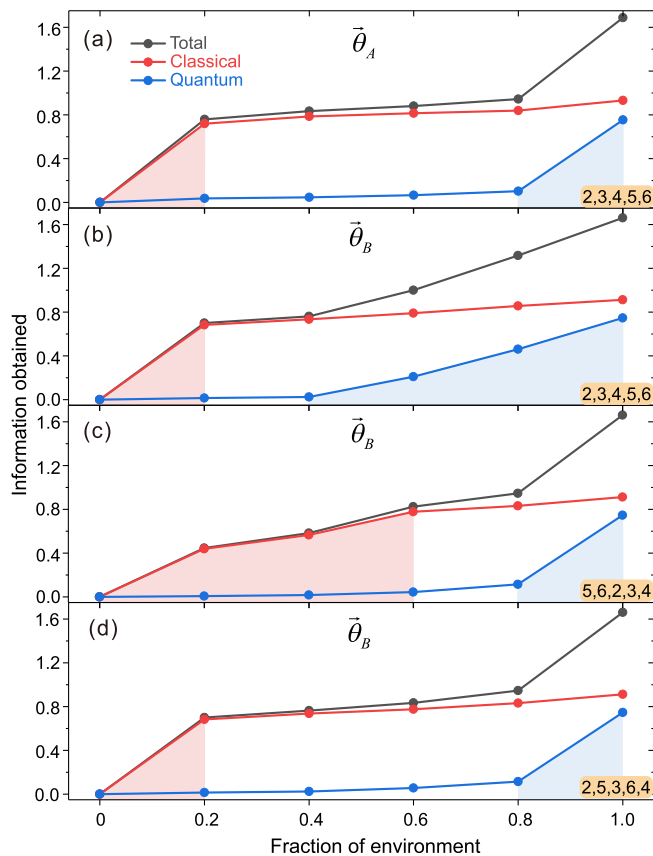 (a)
Total
Classical
Quantum
θ⃗_A
1.6
1.2
0.8
0.4
0.0
2,3,4,5,6
(b)
θ⃗_B
1.6
1.2
0.8
0.4
0.0
2,3,4,5,6
(c)
θ⃗_B
1.6
1.2
0.8
0.4
0.0
5,6,2,3,4
(d)
θ⃗_B
1.6
1.2
0.8
0.4
0.0
2,5,3,6,4
0 0.2 0.4 0.6 0.8 1.0
Fraction of environment
Information obtained